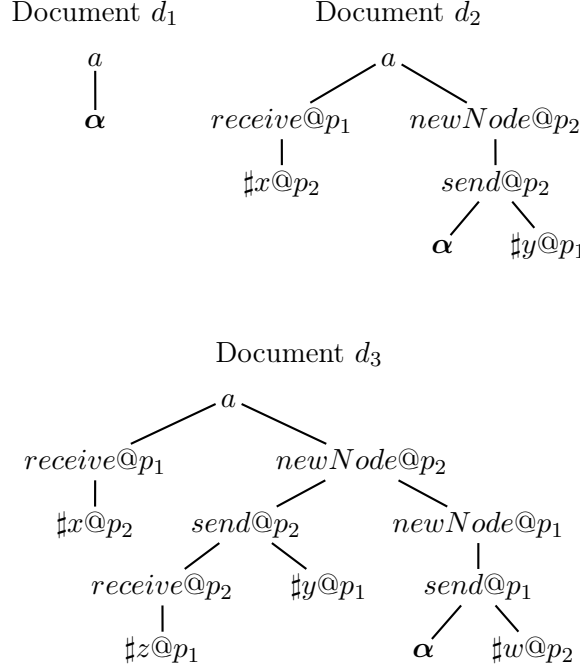 Document d₁ Document d₂
a a
α receive@p₁ newNode@p₂
♯x@p₂ send@p₂
α ♯y@p₁
Document d₃
a
receive@p₁ newNode@p₂
♯x@p₂ send@p₂ newNode@p₁
receive@p₂ ♯y@p₁ send@p₁
♯z@p₁ α ♯w@p₂